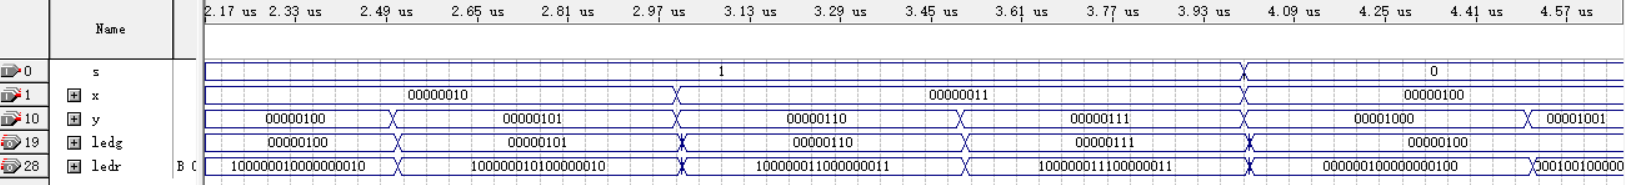 2.17 us 2.33 us 2.49 us 2.65 us 2.81 us 2.97 us 3.13 us 3.29 us 3.45 us 3.61 us 3.77 us 3.93 us 4.09 us 4.25 us 4.41 us 4.57 us
Name
0 s 1 0
1 x 00000010 00000011 00000100
10 y 00000100 00000101 00000110 00000111 00001000 00001001
19 ledg 00000100 00000101 00000110 00000111 00000100
28 ledr B 100000010000000010 100000010100000010 100000011000000011 100000011100000011 000000100000000100